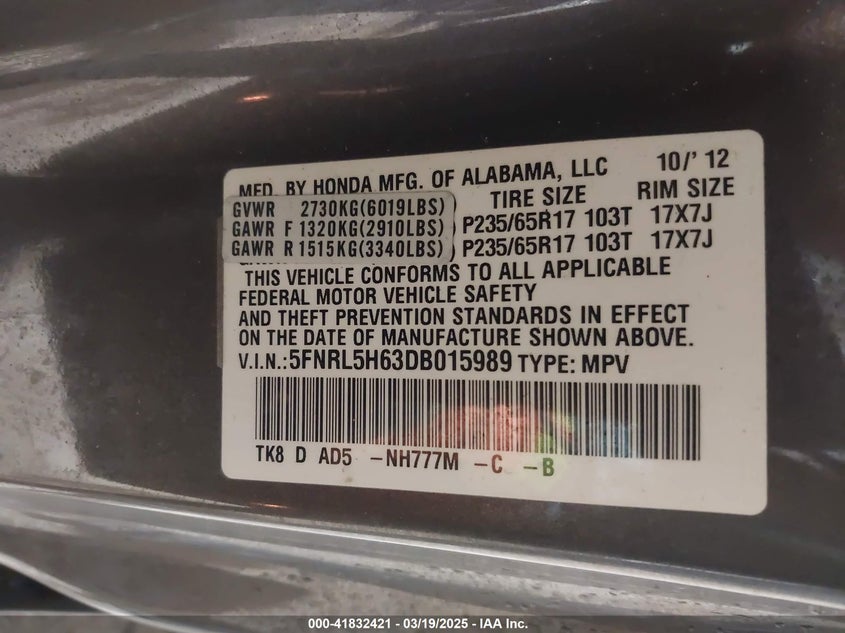 MFD. BY HONDA MFG. OF ALABAMA, LLC 10/'12
TIRE SIZE RIM SIZE
GVWR 2730KG(6019LBS)
GAWR F 1320KG(2910LBS) P235/65R17 103T 17X7J
GAWR R 1515KG(3340LBS) P235/65R17 103T 17X7J
THIS VEHICLE CONFORMS TO ALL APPLICABLE
FEDERAL MOTOR VEHICLE SAFETY
AND THEFT PREVENTION STANDARDS IN EFFECT
ON THE DATE OF MANUFACTURE SHOWN ABOVE.
V.I.N.:5FNRL5H63DB015989 TYPE: MPV
TK8 D AD5 -NH777M -C -B
000-41832421 - 03/19/2025 - IAA Inc.